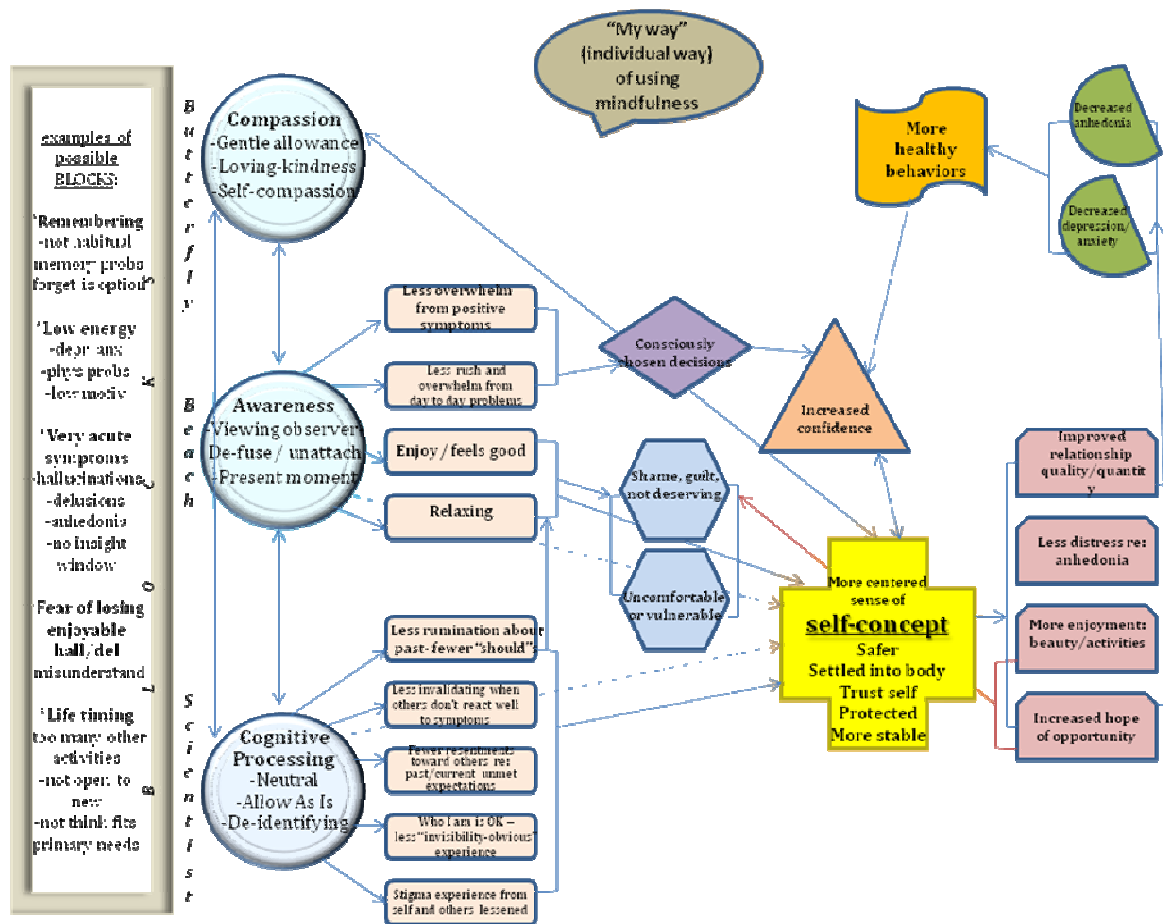 "My way"
(individual way)
of using
mindfulness
examples of
possible
BLOCKS:
'Remembering
-not habitual
memory probs
forget is option
'Low energy
-depr anx
-phys probs
-low motiv
'Very acute
symptoms
-hallucinations
-delusions
-anhedonia
-no insight
window
'Fear of losing
enjoyable
hall/del
misunderstand
'Life timing
too many other
activities
-not open to
new
-not think fits
primary needs
B L O C K S
Butterfly
Beach
Scientist
Compassion
-Gentle allowance
-Loving-kindness
-Self-compassion
Awareness
-Viewing observer
De-fuse / unattach
-Present moment
Cognitive
Processing
-Neutral
-Allow As Is
-De-identifying
Less overwhelm
from positive
symptoms
Less rush and
overwhelm from
day to day problems
Enjoy / feels good
Relaxing
Less rumination about
past- fewer "should"s
Less invalidating when
others don't react well
to symptoms
Fewer resentments
toward others re:
past/current unmet
expectations
Who I am is OK –
less "invisibility-obvious"
experience
Stigma experience from
self and others lessened
Consciously
chosen decisions
Shame, guilt,
not deserving
Uncomfortable
or vulnerable
More
healthy
behaviors
Increased
confidence
Decreased
anhedonia
Decreased
depression/
anxiety
More centered
sense of
self-concept
Safer
Settled into body
Trust self
Protected
More stable
Improved
relationship
quality/quantit
y
Less distress re:
anhedonia
More enjoyment:
beauty/activities
Increased hope
of opportunity